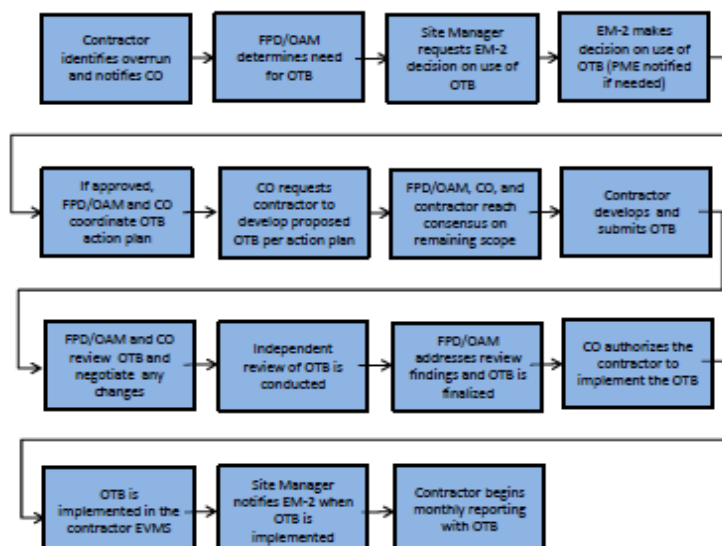 Contractor
identifies overrun
and notifies CO
FPD/OAM
determines need
for OTB
Site Manager
requests EM-2
decision on use of
OTB
EM-2 makes
decision on use of
OTB (PME notified
if needed)
If approved,
FPD/OAM and CO
coordinate OTB
action plan
CO requests
contractor to
develop proposed
OTB per action plan
FPD/OAM, CO, and
contractor reach
consensus on
remaining scope
Contractor
develops and
submits OTB
FPD/OAM and CO
review OTB and
negotiate any
changes
Independent
review of OTB is
conducted
FPD/OAM
addresses review
findings and OTB is
finalized
CO authorizes the
contractor to
implement the OTB
OTB is
implemented in the
contractor EVMS
Site Manager
notifies EM-2 when
OTB is
implemented
Contractor begins
monthly reporting
with OTB